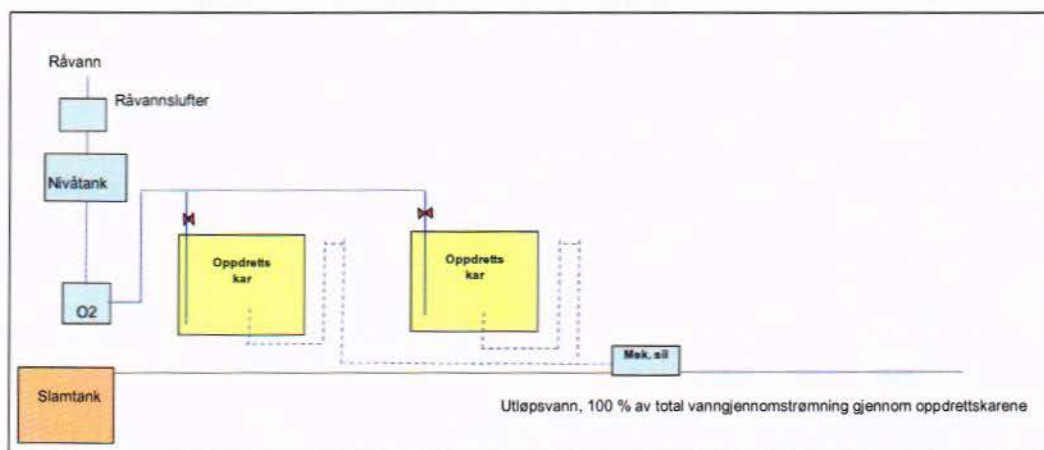 Råvann
Råvannslufter
Nivåtank
Oppdretts
kar
Oppdretts
kar
O2
Mek. sil
Slamtank
Utløpsvann, 100 % av total vanngjennomstrømning gjennom oppdrettskarene